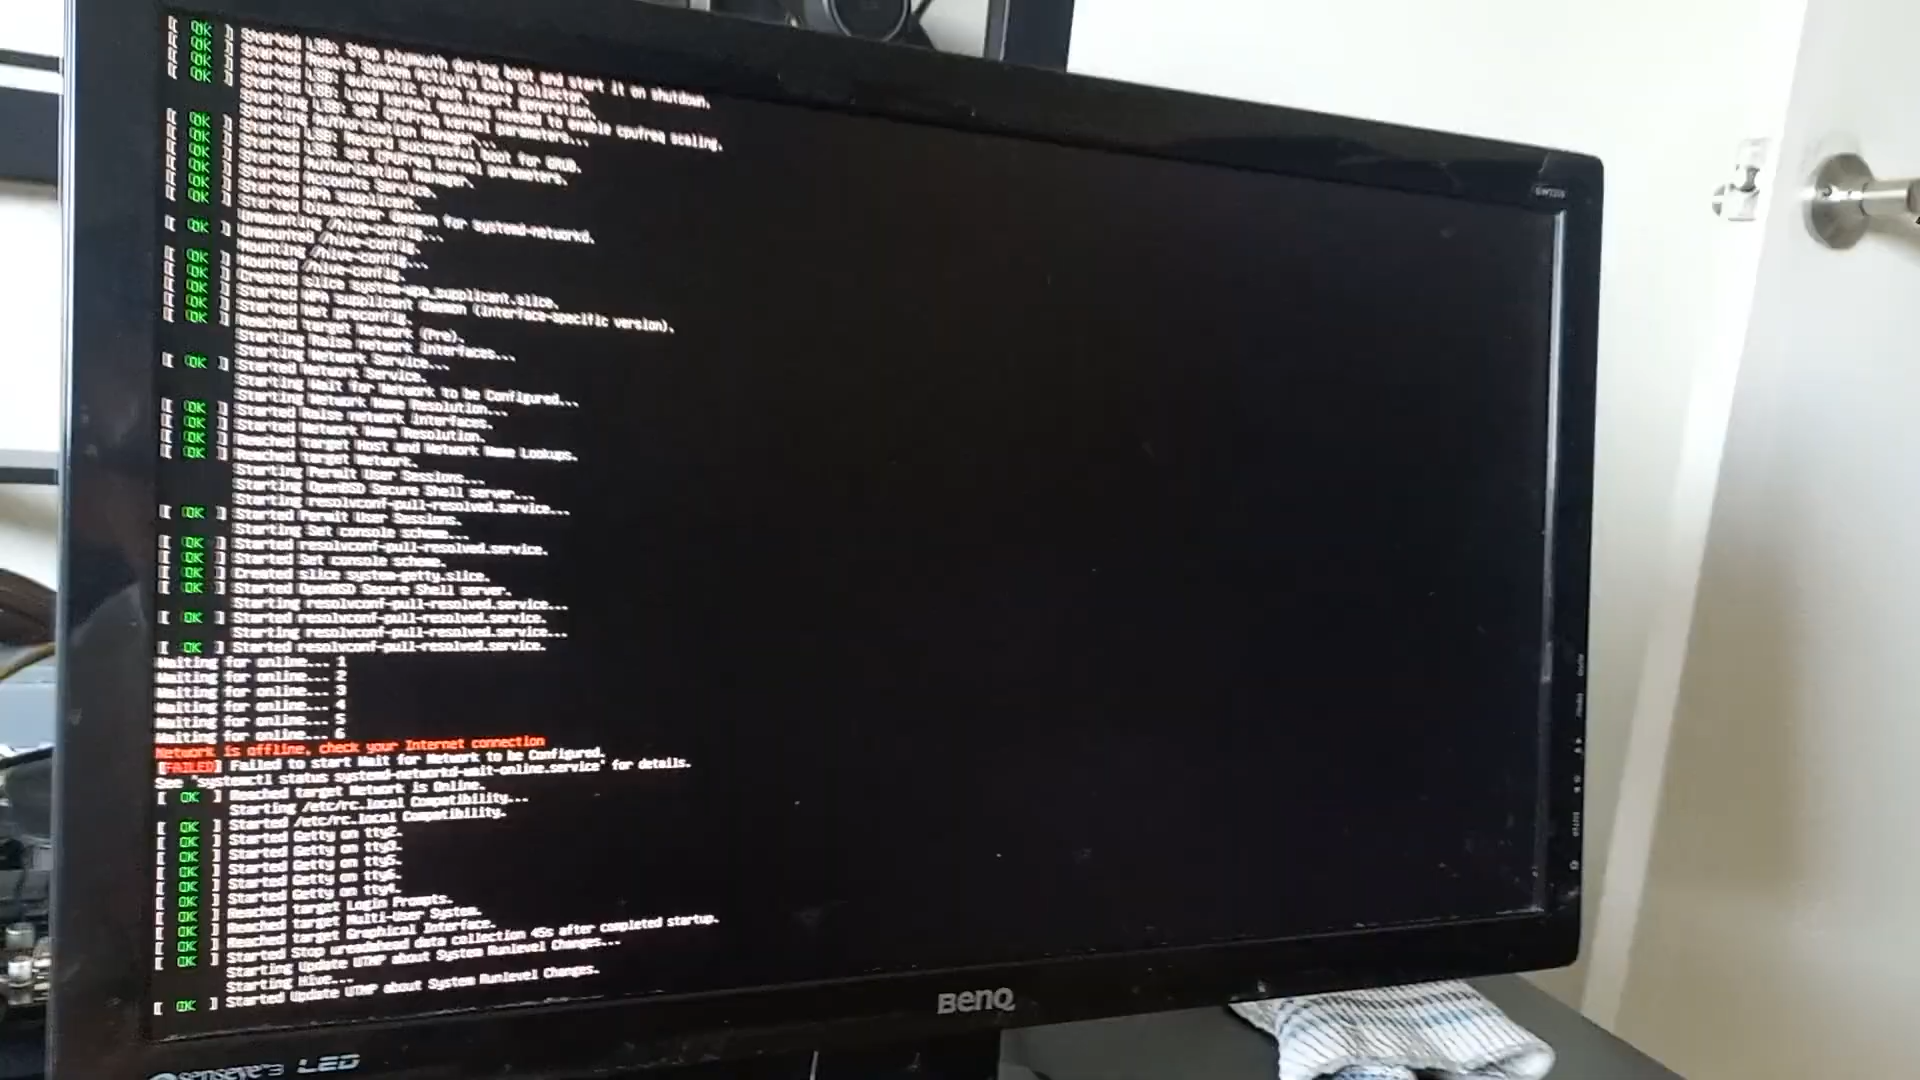 [ OK ] Started LSB: Stop plymouth during boot and start it on shutdown.
[ OK ] Started Resets System Activity Data Collector.
[ OK ] Started LSB: automatic crash report generation.
[ OK ] Started LSB: Load kernel modules needed to enable cpufreq scaling.
Starting LSB: set CPUFreq kernel parameters...
Starting Authorization Manager...
[ OK ] Started LSB: Record successful boot for GRUB.
[ OK ] Started LSB: set CPUFreq kernel parameters.
[ OK ] Started Authorization Manager.
[ OK ] Started Accounts Service.
[ OK ] Started WPA supplicant.
[ OK ] Started Dispatcher daemon for systemd-networkd.
Unmounting /hive-config...
[ OK ] Unmounted /hive-config.
Mounting /hive-config...
[ OK ] Mounted /hive-config.
[ OK ] Created slice system-wpa_supplicant.slice.
[ OK ] Started WPA supplicant daemon (interface-specific version).
[ OK ] Started Net preconfig.
[ OK ] Reached target Network (Pre).
Starting Raise network interfaces...
Starting Network Service...
[ OK ] Started Network Service.
Starting Wait for Network to be Configured...
Starting Network Name Resolution...
[ OK ] Started Raise network interfaces.
[ OK ] Started Network Name Resolution.
[ OK ] Reached target Host and Network Name Lookups.
[ OK ] Reached target Network.
Starting Permit User Sessions...
Starting OpenBSD Secure Shell server...
Starting resolvconf-pull-resolved.service...
[ OK ] Started Permit User Sessions.
Starting Set console scheme...
[ OK ] Started resolvconf-pull-resolved.service.
[ OK ] Started Set console scheme.
[ OK ] Created slice system-getty.slice.
[ OK ] Started OpenBSD Secure Shell server.
Starting resolvconf-pull-resolved.service...
[ OK ] Started resolvconf-pull-resolved.service.
Starting resolvconf-pull-resolved.service...
[ OK ] Started resolvconf-pull-resolved.service.
Waiting for online... 1
Waiting for online... 2
Waiting for online... 3
Waiting for online... 4
Waiting for online... 5
Waiting for online... 6
Network is offline, check your Internet connection
[FAILED] Failed to start Wait for Network to be Configured.
See 'systemctl status systemd-networkd-wait-online.service' for details.
[ OK ] Reached target Network is Online.
Starting /etc/rc.local Compatibility...
[ OK ] Started /etc/rc.local Compatibility.
[ OK ] Started Getty on tty2.
[ OK ] Started Getty on tty3.
[ OK ] Started Getty on tty5.
[ OK ] Started Getty on tty6.
[ OK ] Started Getty on tty4.
[ OK ] Reached target Login Prompts.
[ OK ] Reached target Multi-User System.
[ OK ] Reached target Graphical Interface.
[ OK ] Started Stop ureadahead data collection 45s after completed startup.
Starting Update UTMP about System Runlevel Changes...
Starting Hive...
[ OK ] Started Update UTMP about System Runlevel Changes.
BenQ
senseye 3 LED